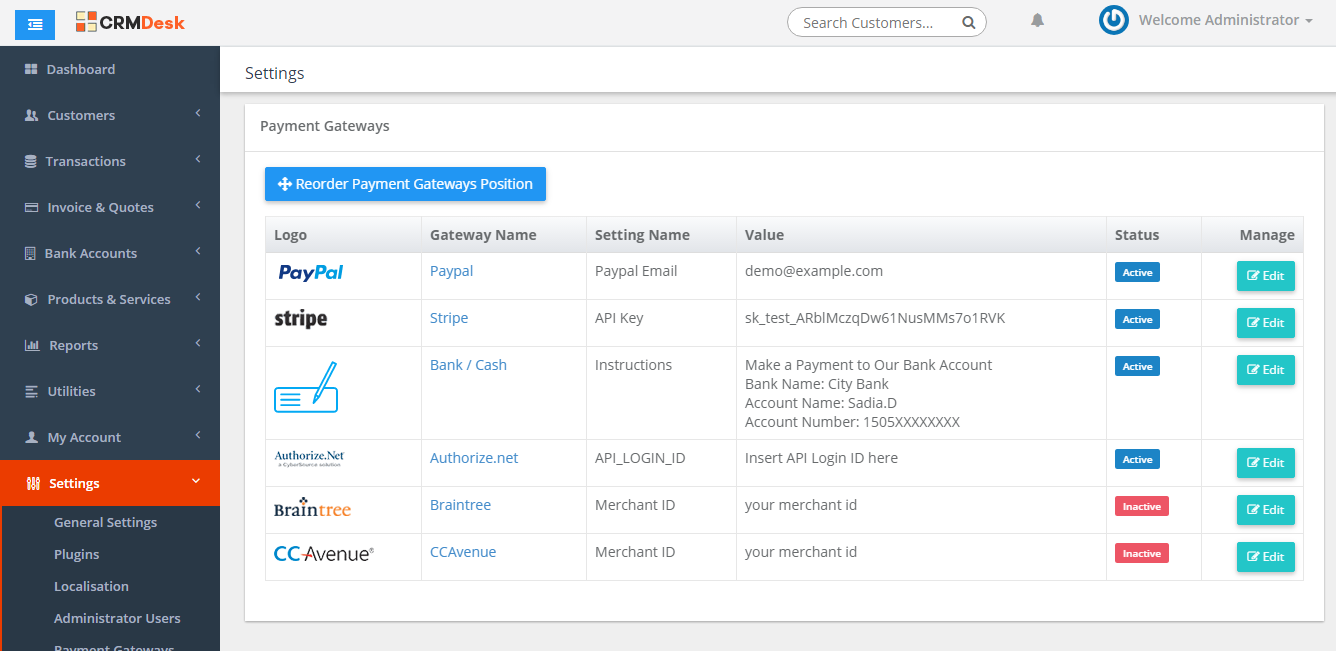 CRMDesk
Search Customers...
Welcome Administrator
Dashboard
Customers
Transactions
Invoice & Quotes
Bank Accounts
Products & Services
Reports
Utilities
My Account
Settings
General Settings
Plugins
Localisation
Administrator Users
Payment Gateways
Settings
Payment Gateways
Reorder Payment Gateways Position
Logo Gateway Name Setting Name Value Status Manage
PayPal Paypal Paypal Email demo@example.com Active Edit
stripe Stripe API Key sk_test_ARblMczqDw61NusMMs7o1RVK Active Edit
Bank / Cash Instructions Make a Payment to Our Bank Account Active Edit
Bank Name: City Bank
Account Name: Sadia.D
Account Number: 1505XXXXXXXX
Authorize.Net Authorize.net API_LOGIN_ID Insert API Login ID here Active Edit
a CyberSource solution
Braintree Braintree Merchant ID your merchant id Inactive Edit
CCAvenue® CCAvenue Merchant ID your merchant id Inactive Edit